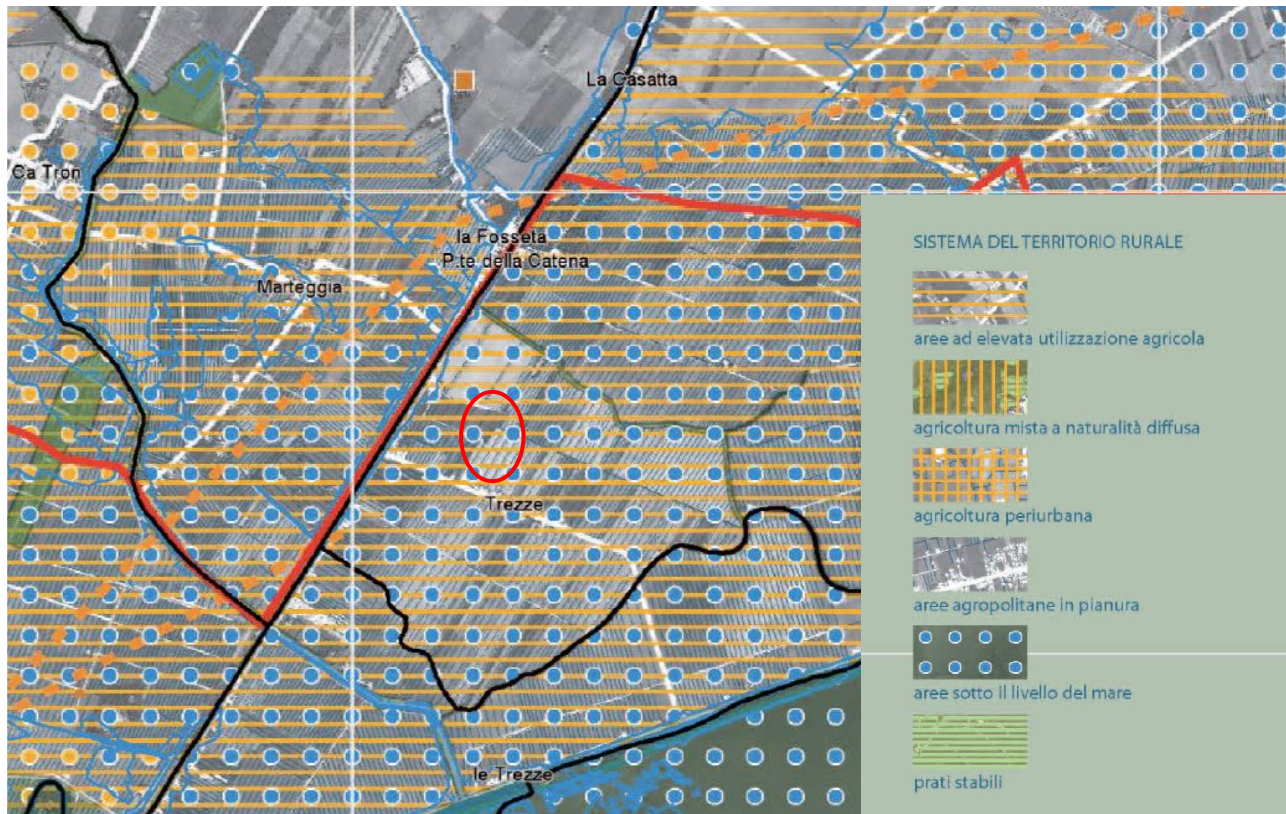 La Casatta
Ca Tron
la Fosseta
P.te della Catena
Marteggia
Trezze
le Trezze
SISTEMA DEL TERRITORIO RURALE
aree ad elevata utilizzazione agricola
agricoltura mista a naturalità diffusa
agricoltura periurbana
aree agropolitane in pianura
aree sotto il livello del mare
prati stabili